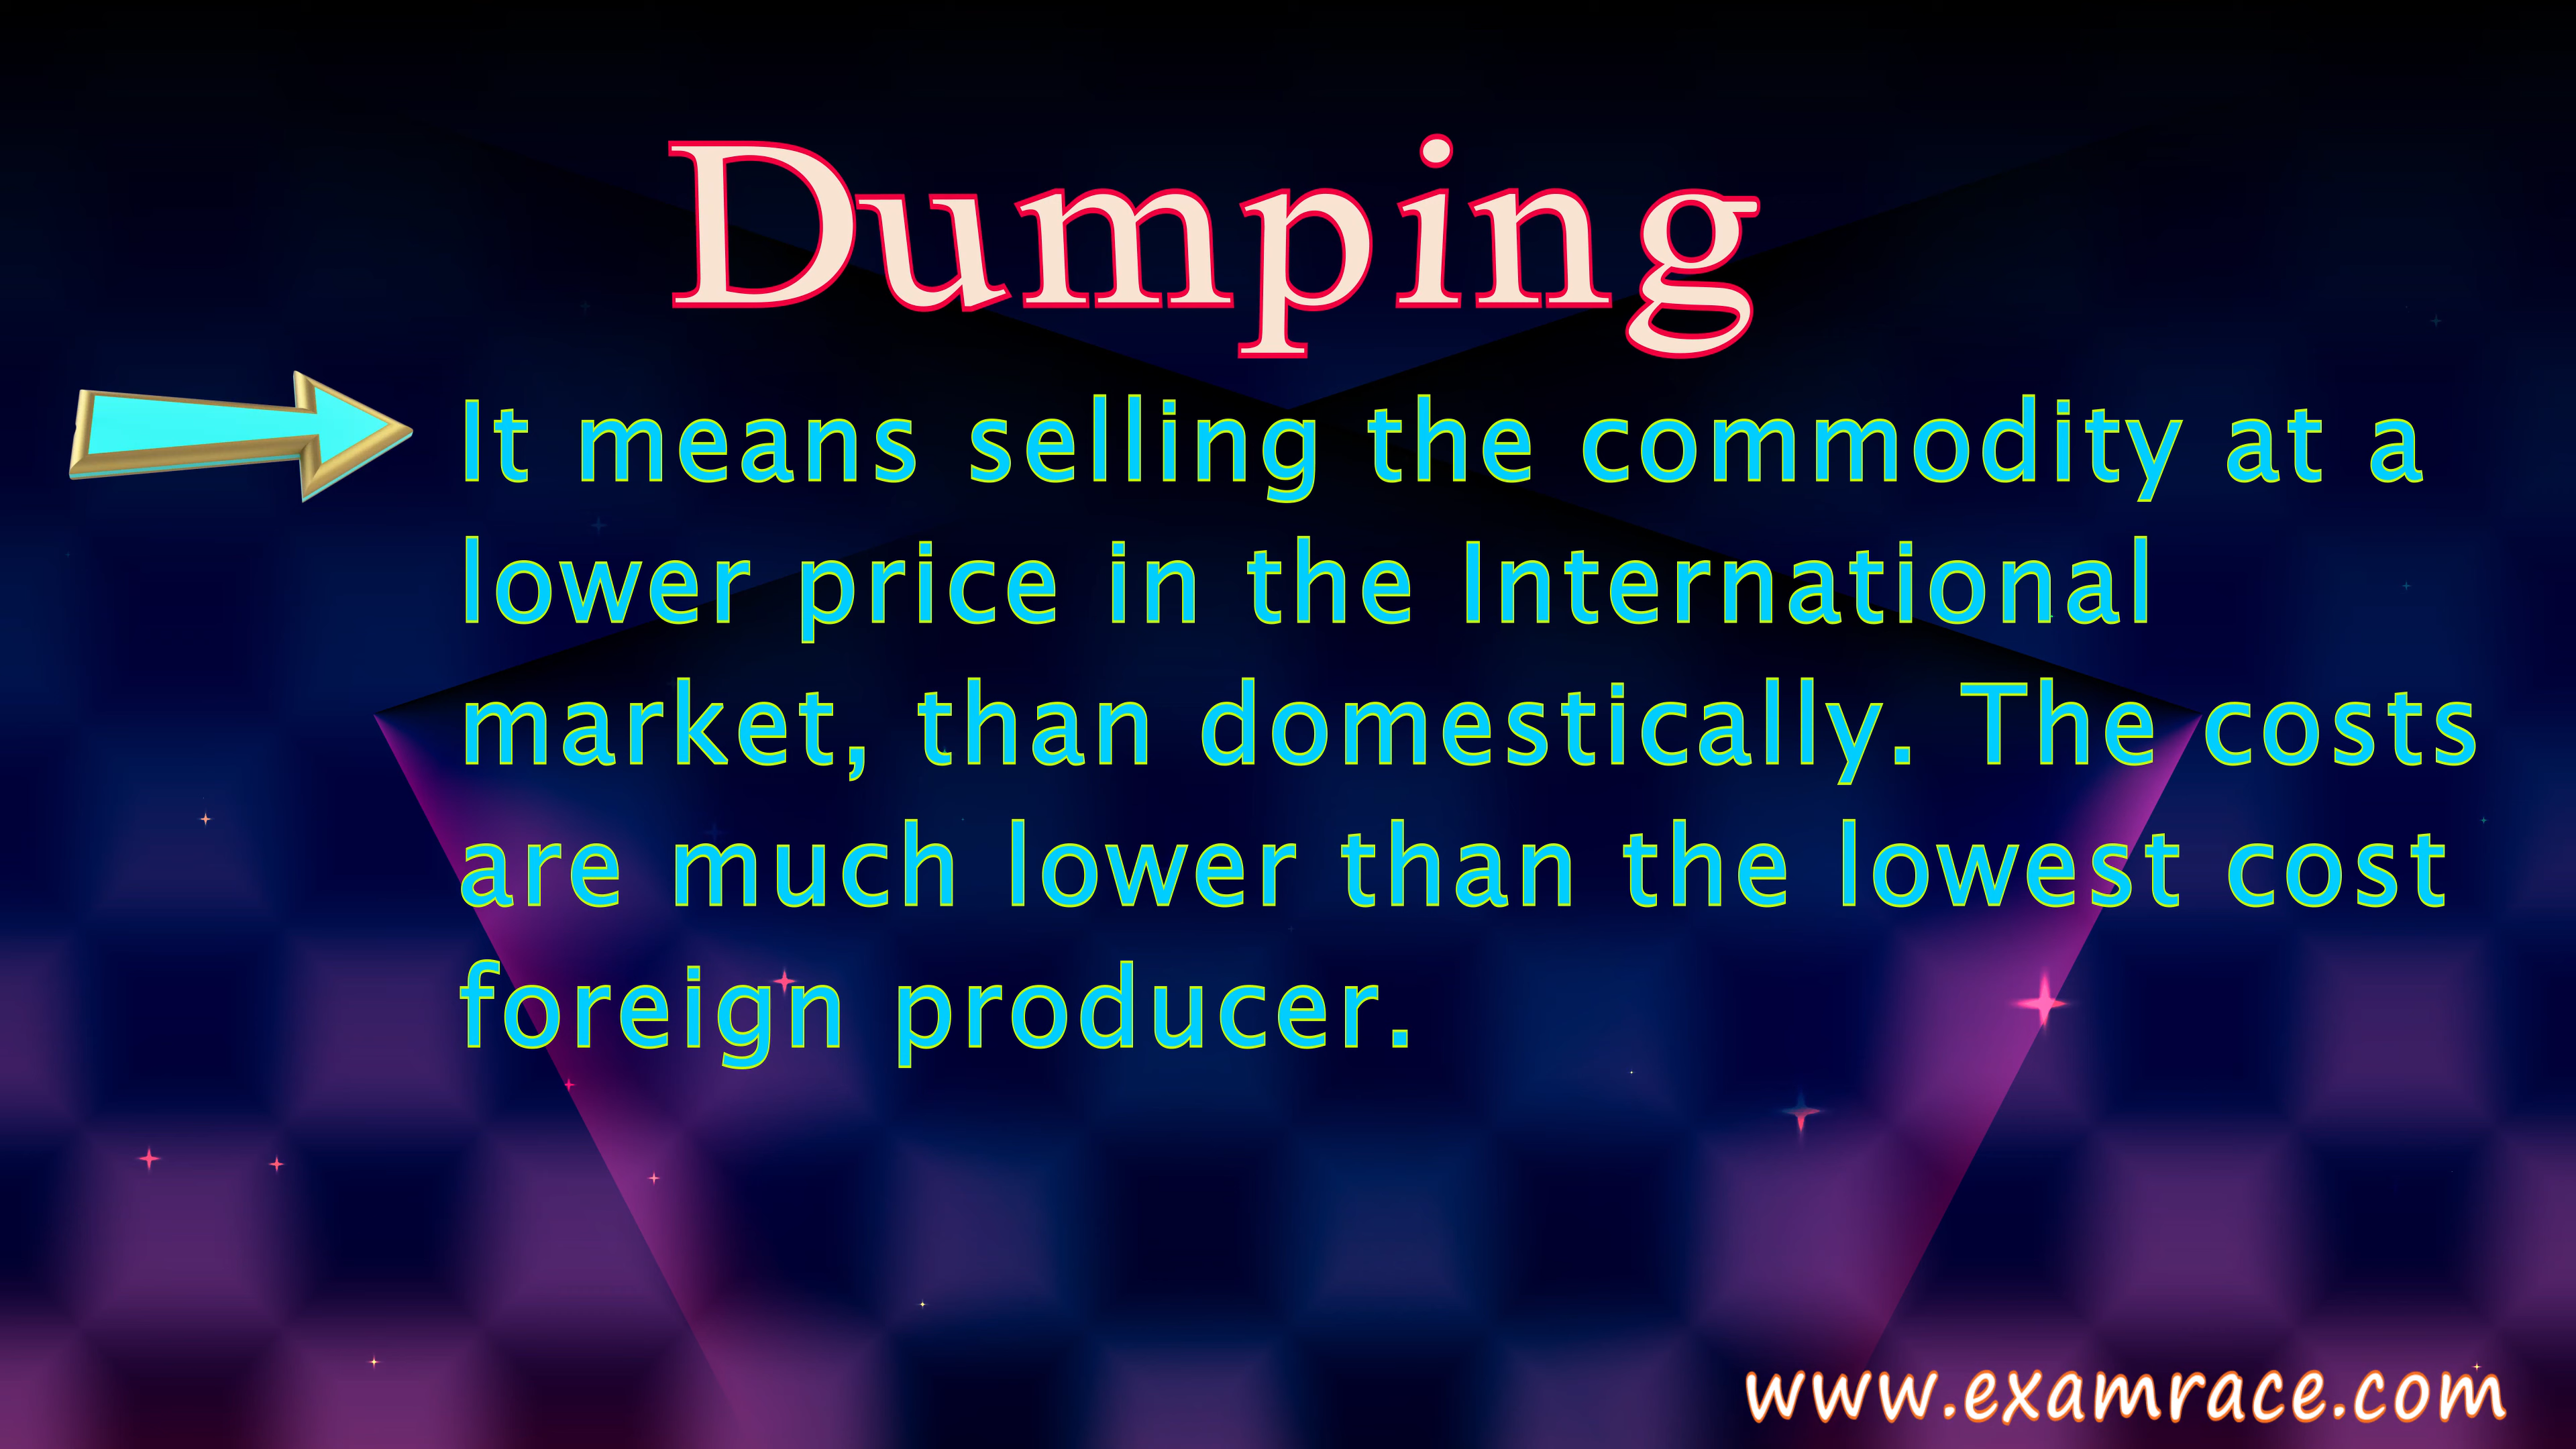 Dumping
It means selling the commodity at a
lower price in the International
market, than domestically. The costs
are much lower than the lowest cost
foreign producer.
www.examrace.com